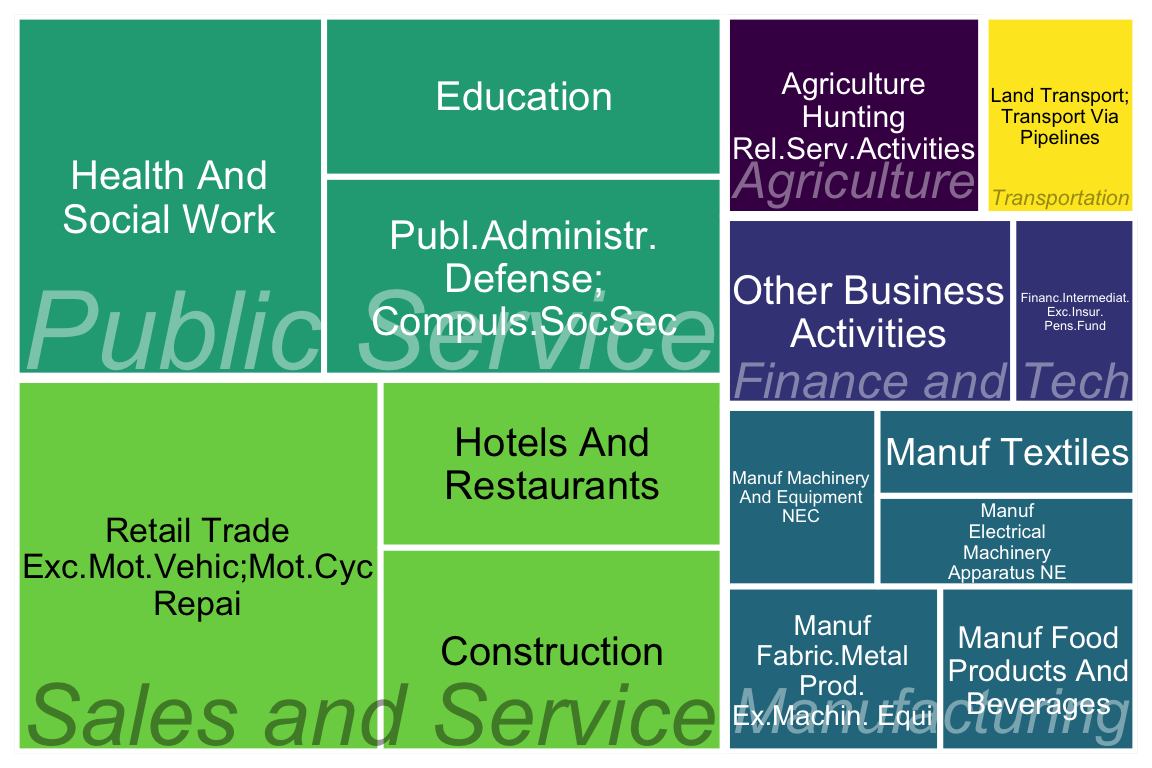 Health And
Social Work
Education
Publ.Administr.
Defense;
Compuls.SocSec
Public Service
Retail Trade
Exc.Mot.Vehic;Mot.Cyc
Repai
Hotels And
Restaurants
Construction
Sales and Service
Agriculture
Hunting
Rel.Serv.Activities
Agriculture
Land Transport;
Transport Via
Pipelines
Transportation
Other Business
Activities
Financ.Intermediat.
Exc.Insur.
Pens.Fund
Finance and Tech
Manuf Machinery
And Equipment
NEC
Manuf Textiles
Manuf
Electrical
Machinery
Apparatus NE
Manuf
Fabric.Metal
Prod.
Ex.Machin. Equi
Manuf Food
Products And
Beverages
Manufacturing